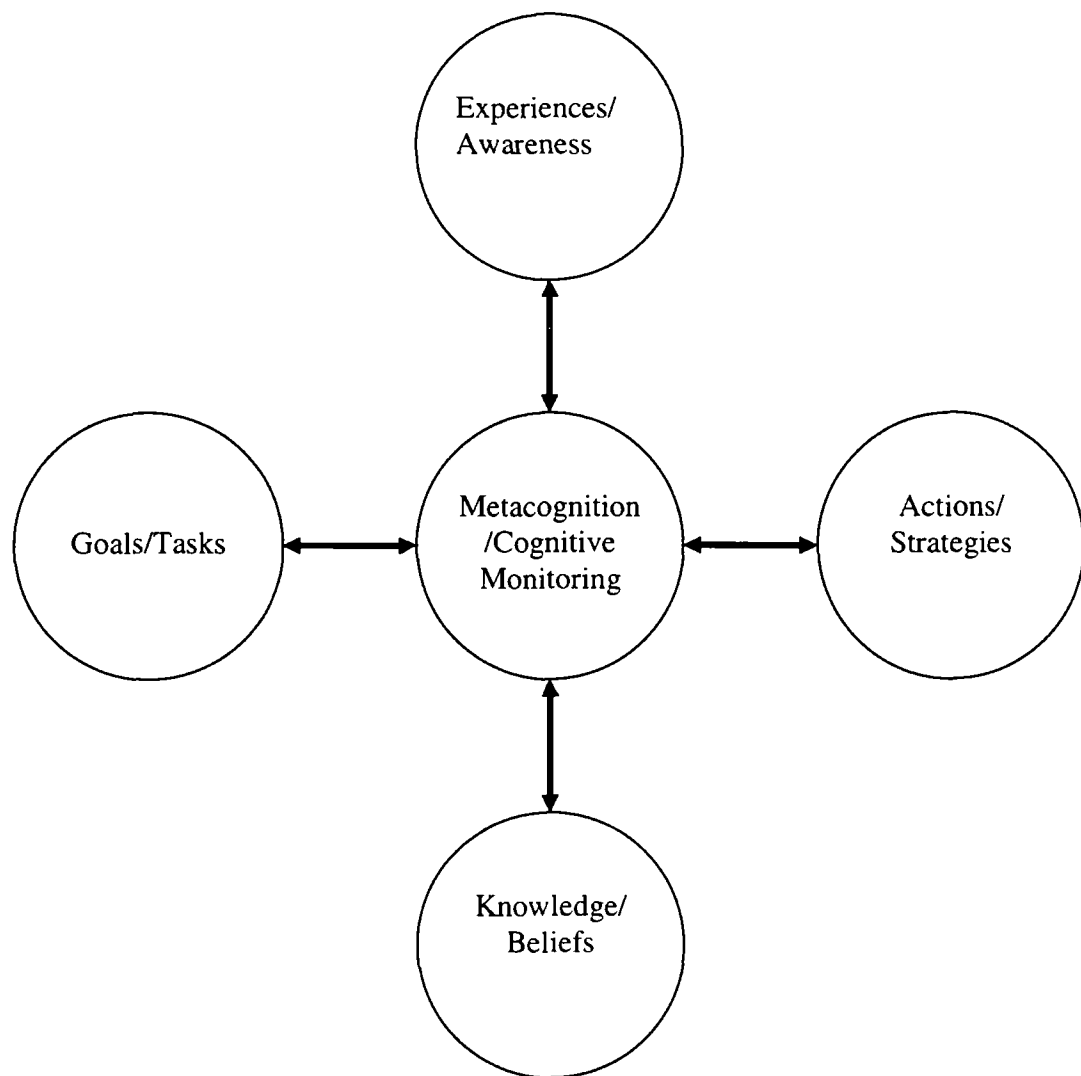 Experiences/
Awareness
Goals/Tasks
Metacognition
/Cognitive
Monitoring
Actions/
Strategies
Knowledge/
Beliefs